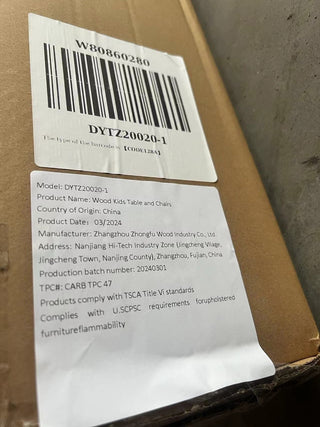 W80860280
DYTZ20020-1
The type of the barcode is 【CODE128A】
Model: DYTZ20020-1
Product Name: Wood Kids Table and Chairs
Country of Origin: China
Product Date: 03/2024
Manufacturer: Zhangzhou Zhongfu Wood Industry Co., Ltd.
Address: Nanjiang Hi-Tech Industry Zone (Jingcheng Vilage,
Jingcheng Town, Nanjing County), Zhangzhou, Fujian, China.
Production batch number: 20240301
TPC#: CARB TPC 47
Products comply with TSCA Title Vi standards
Complies with U.SCPSC requirements forupholstered
furnitureflammability